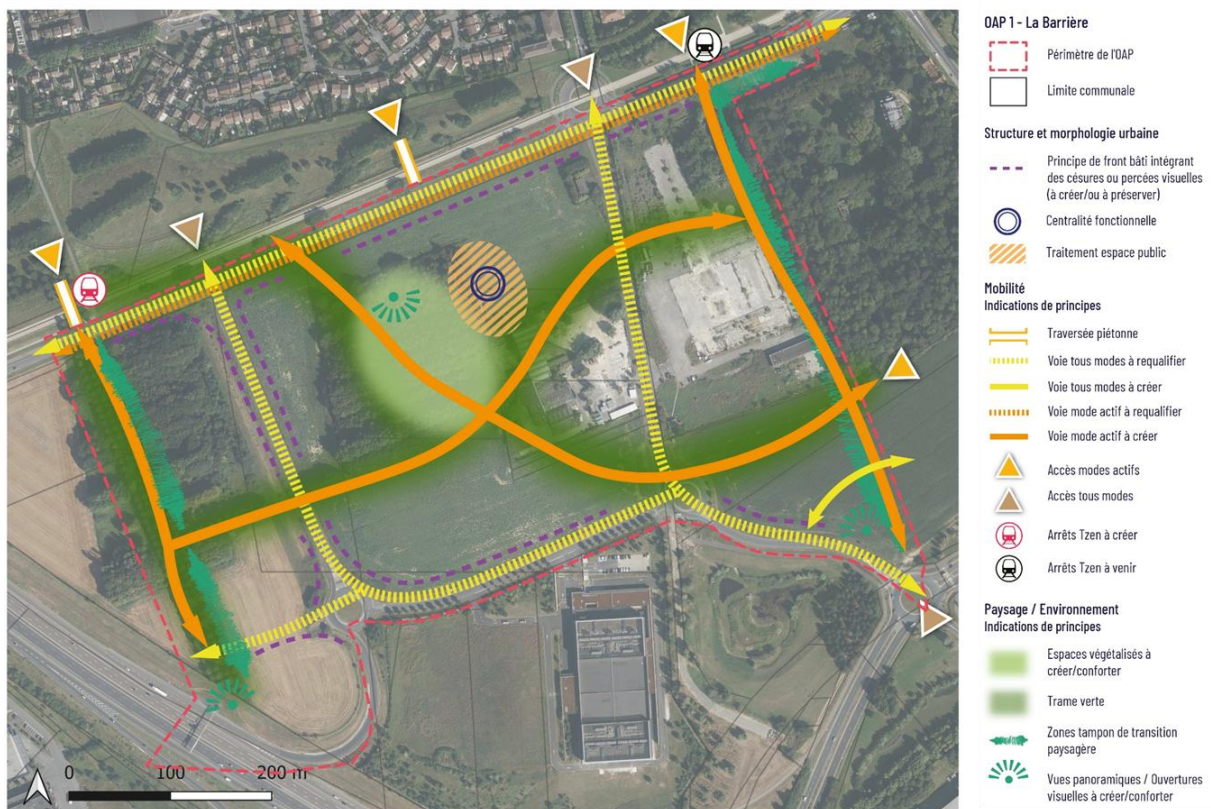 OAP 1 - La Barrière
Périmètre de l'OAP
Limite communale
Structure et morphologie urbaine
Principe de front bâti intégrant
des césures ou percées visuelles
(à créer/ou à préserver)
Centralité fonctionnelle
Traitement espace public
Mobilité
Indications de principes
Traversée piétonne
Voie tous modes à requalifier
Voie tous modes à créer
Voie mode actif à requalifier
Voie mode actif à créer
Accès modes actifs
Accès tous modes
Arrêts Tzen à créer
Arrêts Tzen à venir
Paysage / Environnement
Indications de principes
Espaces végétalisés à
créer/conforter
Trame verte
Zones tampon de transition
paysagère
Vues panoramiques / Ouvertures
visuelles à créer/conforter
0 100 200 m